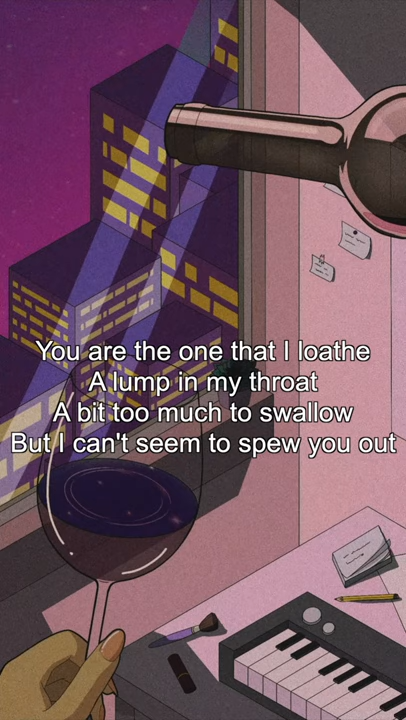 You are the one that I loathe
A lump in my throat
A bit too much to swallow
But I can't seem to spew you out